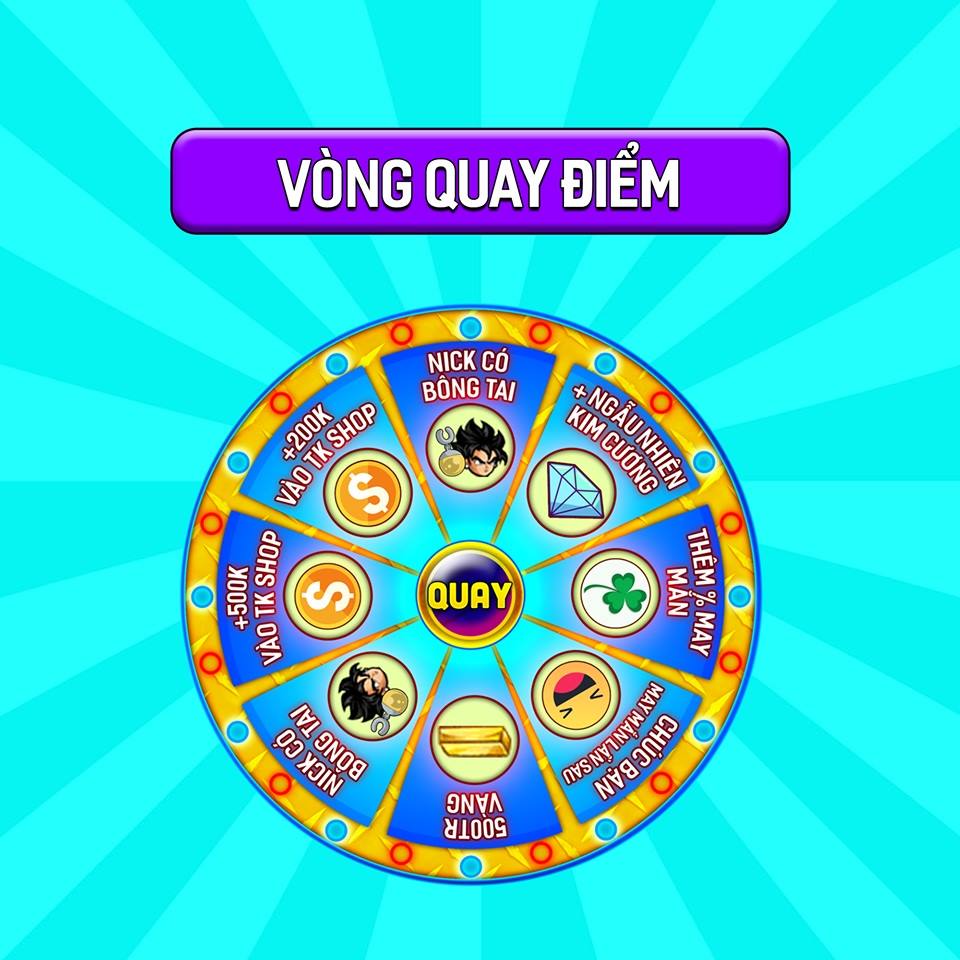 VÒNG QUAY ĐIỂM
NICK CÓ
BÔNG TAI
+ NGẪU NHIÊN
KIM CƯƠNG
THÊM % MAY
MẮN
CHÚC BẠN
MAY MẮN LẦN SAU
500TR
VÀNG
NICK CÓ
BÔNG TAI
+500K
VÀO TK SHOP
+200K
VÀO TK SHOP
QUAY